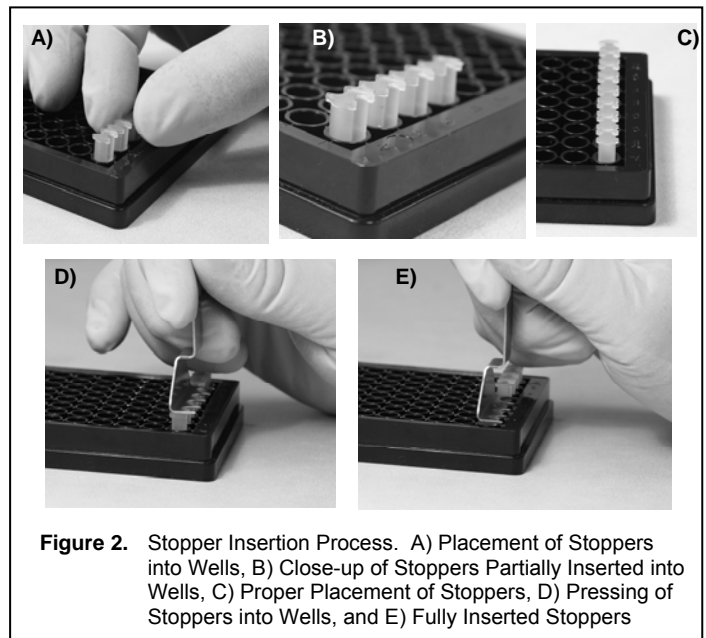 A)
B)
C)
D)
E)
Figure 2. Stopper Insertion Process. A) Placement of Stoppers
into Wells, B) Close-up of Stoppers Partially Inserted into
Wells, C) Proper Placement of Stoppers, D) Pressing of
Stoppers into Wells, and E) Fully Inserted Stoppers